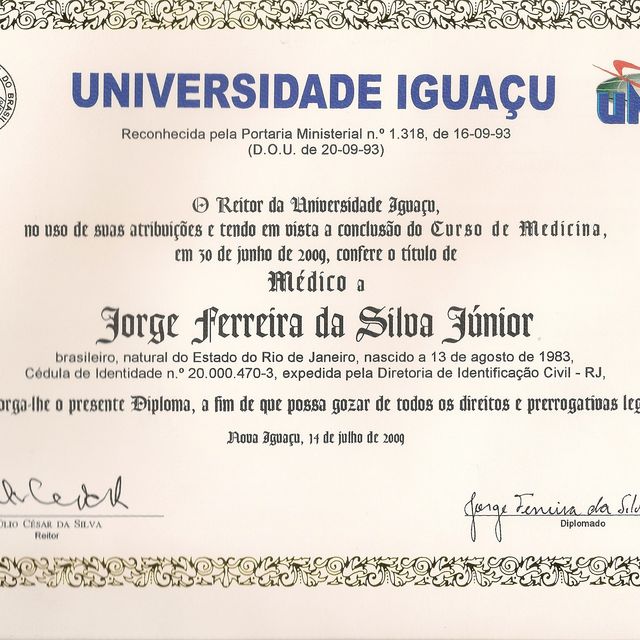 DO BRASIL
UNIVERSIDADE IGUAÇU
Reconhecida pela Portaria Ministerial n.º 1.318, de 16-09-93
(D.O.U. de 20-09-93)
O Reitor da Universidade Iguaçu,
no uso de suas atribuições e tendo em vista a conclusão do Curso de Medicina,
em 30 de junho de 2009, confere o título de
Médico a
Jorge Ferreira da Silva Júnior
brasileiro, natural do Estado do Rio de Janeiro, nascido a 13 de agosto de 1983,
Cédula de Identidade n.º 20.000.470-3, expedida pela Diretoria de Identificação Civil - RJ,
orga-lhe o presente Diploma, a fim de que possa gozar de todos os direitos e prerrogativas leg
Nova Iguaçu, 14 de julho de 2009
Jorge Ferreira da Silv
ÚLIO CÉSAR DA SILVA
Reitor
Diplomado